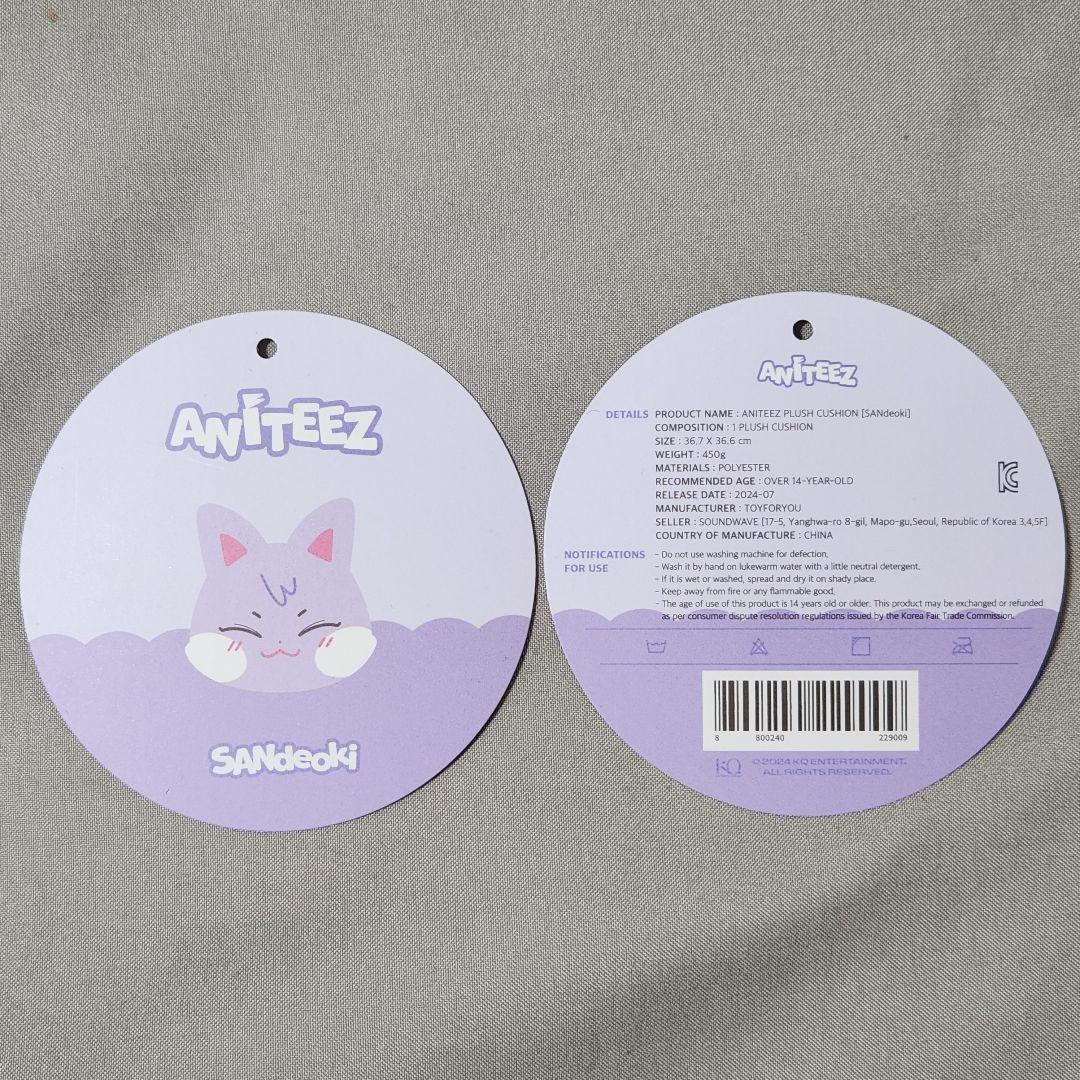 ANITEEZ
SANdeoki
ANITEEZ
DETAILS
PRODUCT NAME : ANITEEZ PLUSH CUSHION [SANdeoki]
COMPOSITION : 1 PLUSH CUSHION
SIZE : 36.7 X 36.6 cm
WEIGHT : 450g
MATERIALS : POLYESTER
RECOMMENDED AGE : OVER 14-YEAR-OLD
RELEASE DATE : 2024-07
MANUFACTURER : TOYFORYOU
SELLER : SOUNDWAVE [17-5, Yanghwa-ro 8-gil, Mapo-gu,Seoul, Republic of Korea 3,4,5F]
COUNTRY OF MANUFACTURE : CHINA
KC
NOTIFICATIONS
FOR USE
- Do not use washing machine for defection.
- Wash it by hand on lukewarm water with a little neutral detergent.
- If it is wet or washed, spread and dry it on shady place.
- Keep away from fire or any flammable good.
- The age of use of this product is 14 years old or older. This product may be exchanged or refunded
as per consumer dispute resolution regulations issued by the Korea Fair Trade Commission.
8 800240 229009
KQ
©2024 KQ ENTERTAINMENT.
ALL RIGHTS RESERVED.